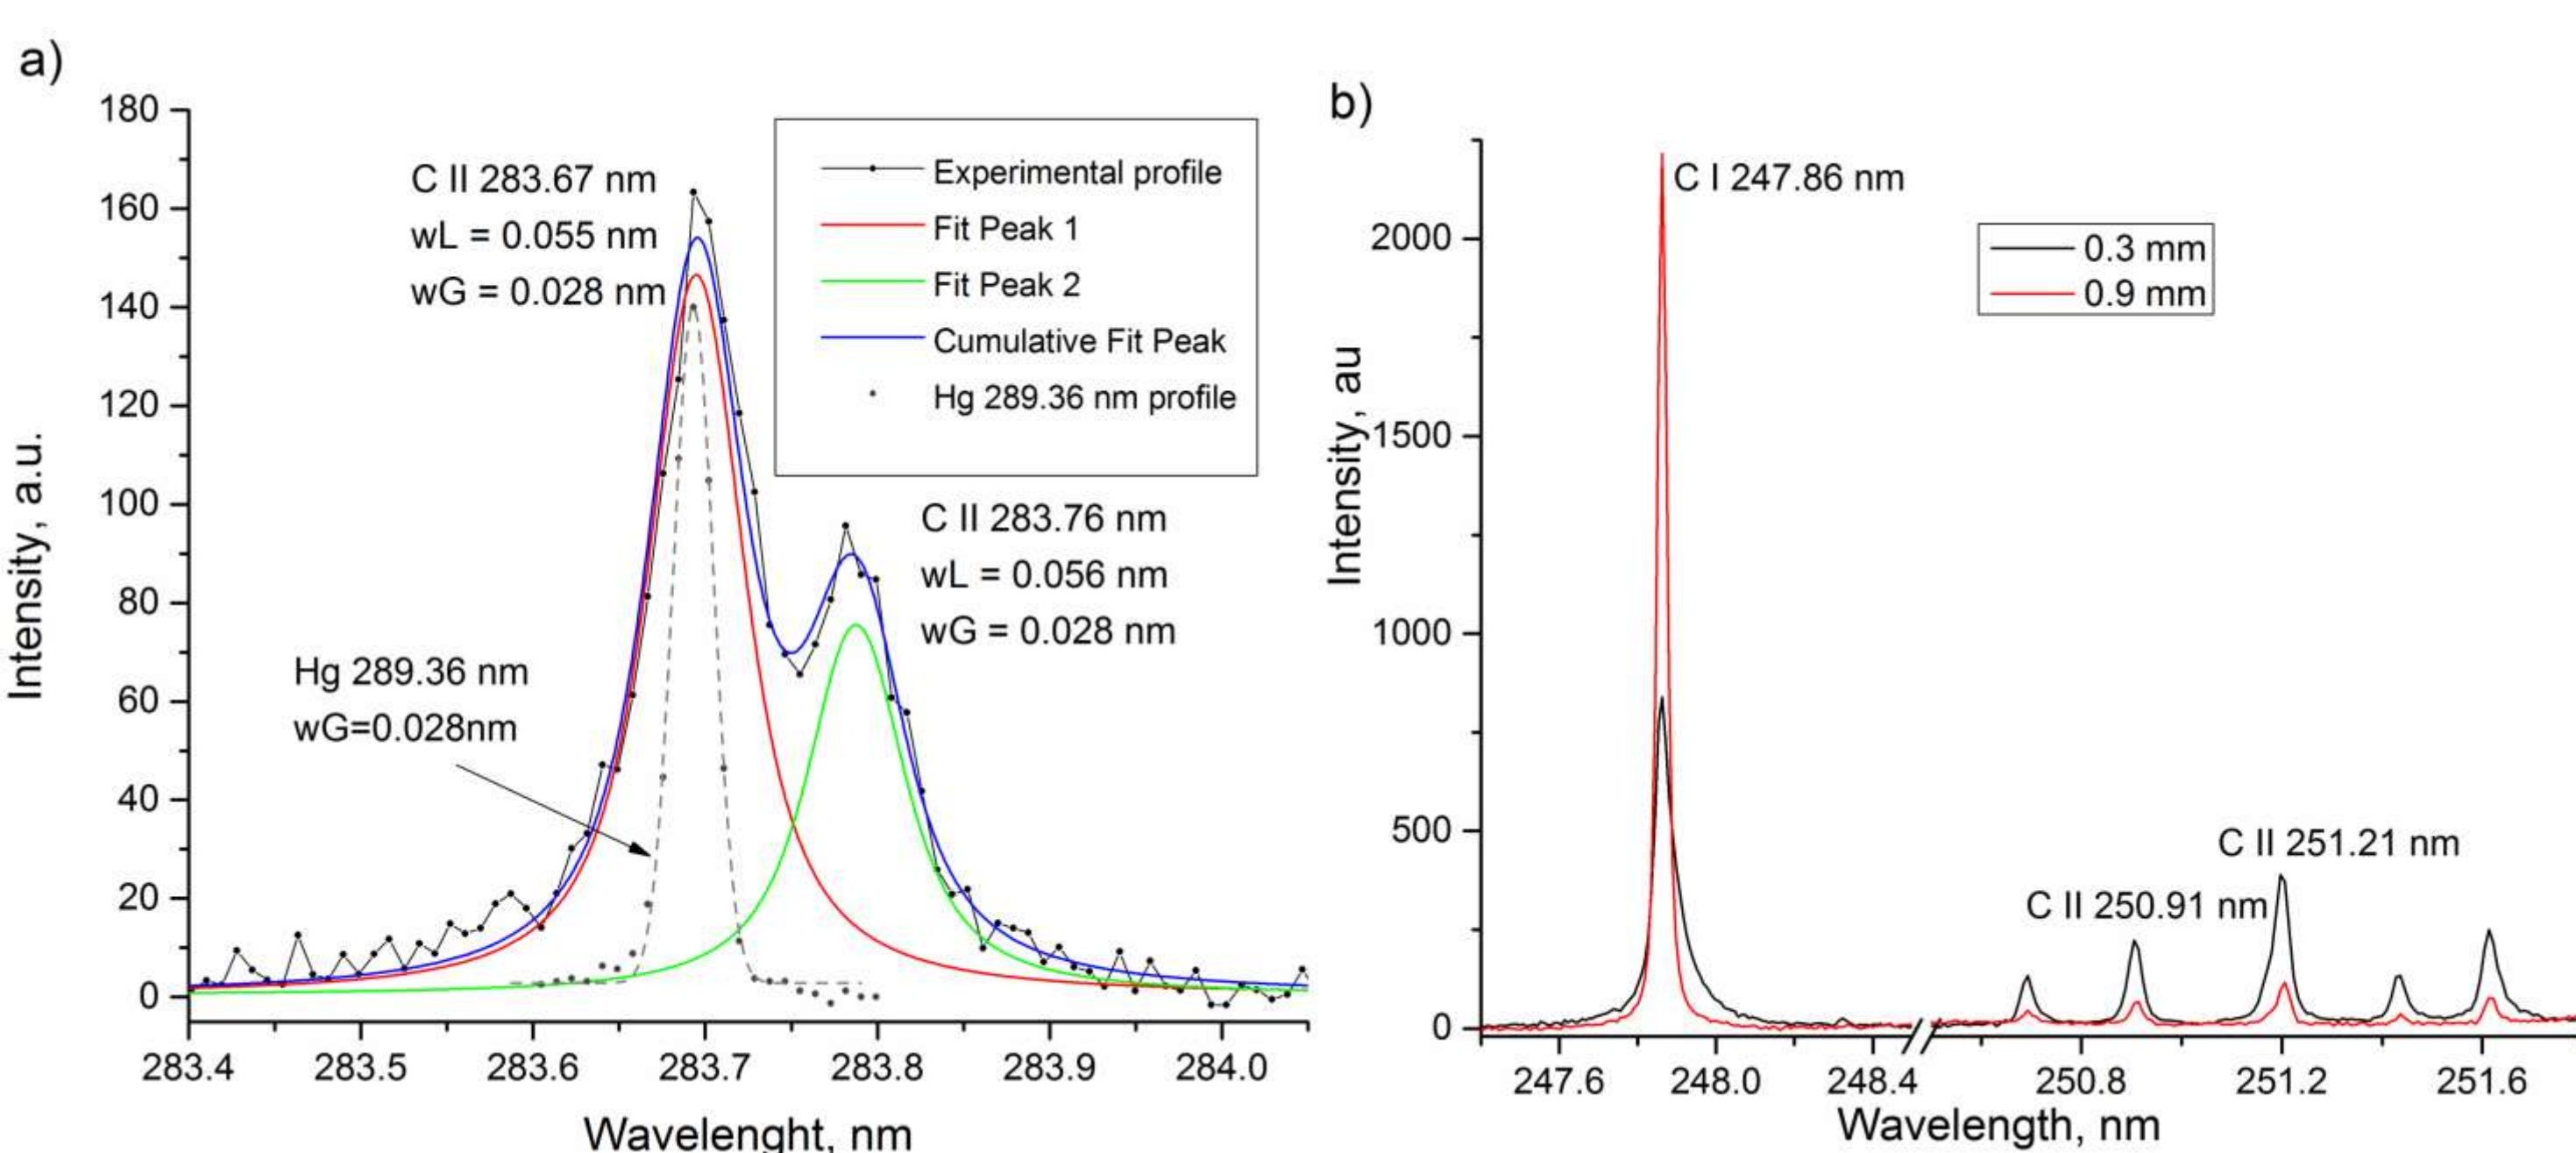 a)
180
160
140
120
100
80
60
40
20
0
Intensity, a.u.
283.4 283.5 283.6 283.7 283.8 283.9 284.0
Wavelenght, nm
C II 283.67 nm
wL = 0.055 nm
wG = 0.028 nm
Experimental profile
Fit Peak 1
Fit Peak 2
Cumulative Fit Peak
Hg 289.36 nm profile
C II 283.76 nm
wL = 0.056 nm
wG = 0.028 nm
Hg 289.36 nm
wG=0.028nm
b)
2000
1500
1000
500
0
Intensity, au
247.6 248.0 248.4 250.8 251.2 251.6
Wavelength, nm
C I 247.86 nm
0.3 mm
0.9 mm
C II 251.21 nm
C II 250.91 nm